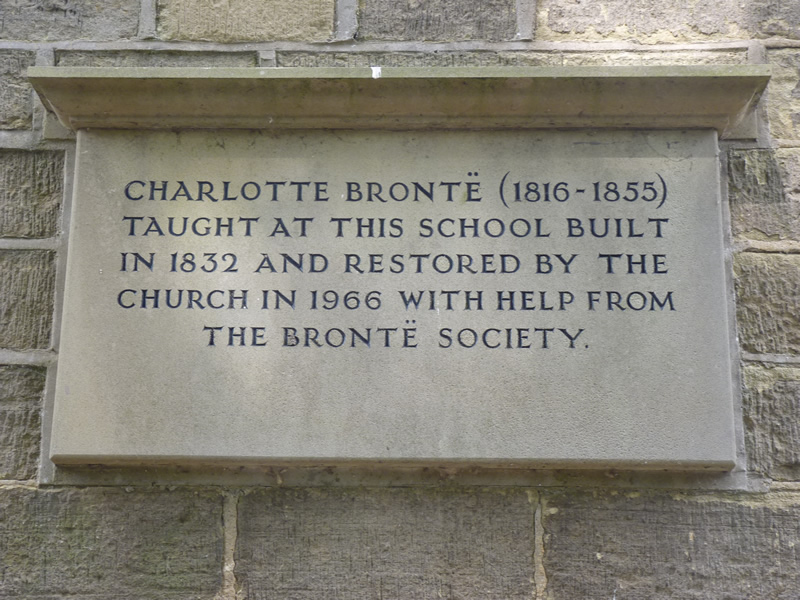 CHARLOTTE BRONTË (1816-1855)
TAUGHT AT THIS SCHOOL BUILT
IN 1832 AND RESTORED BY THE
CHURCH IN 1966 WITH HELP FROM
THE BRONTË SOCIETY.